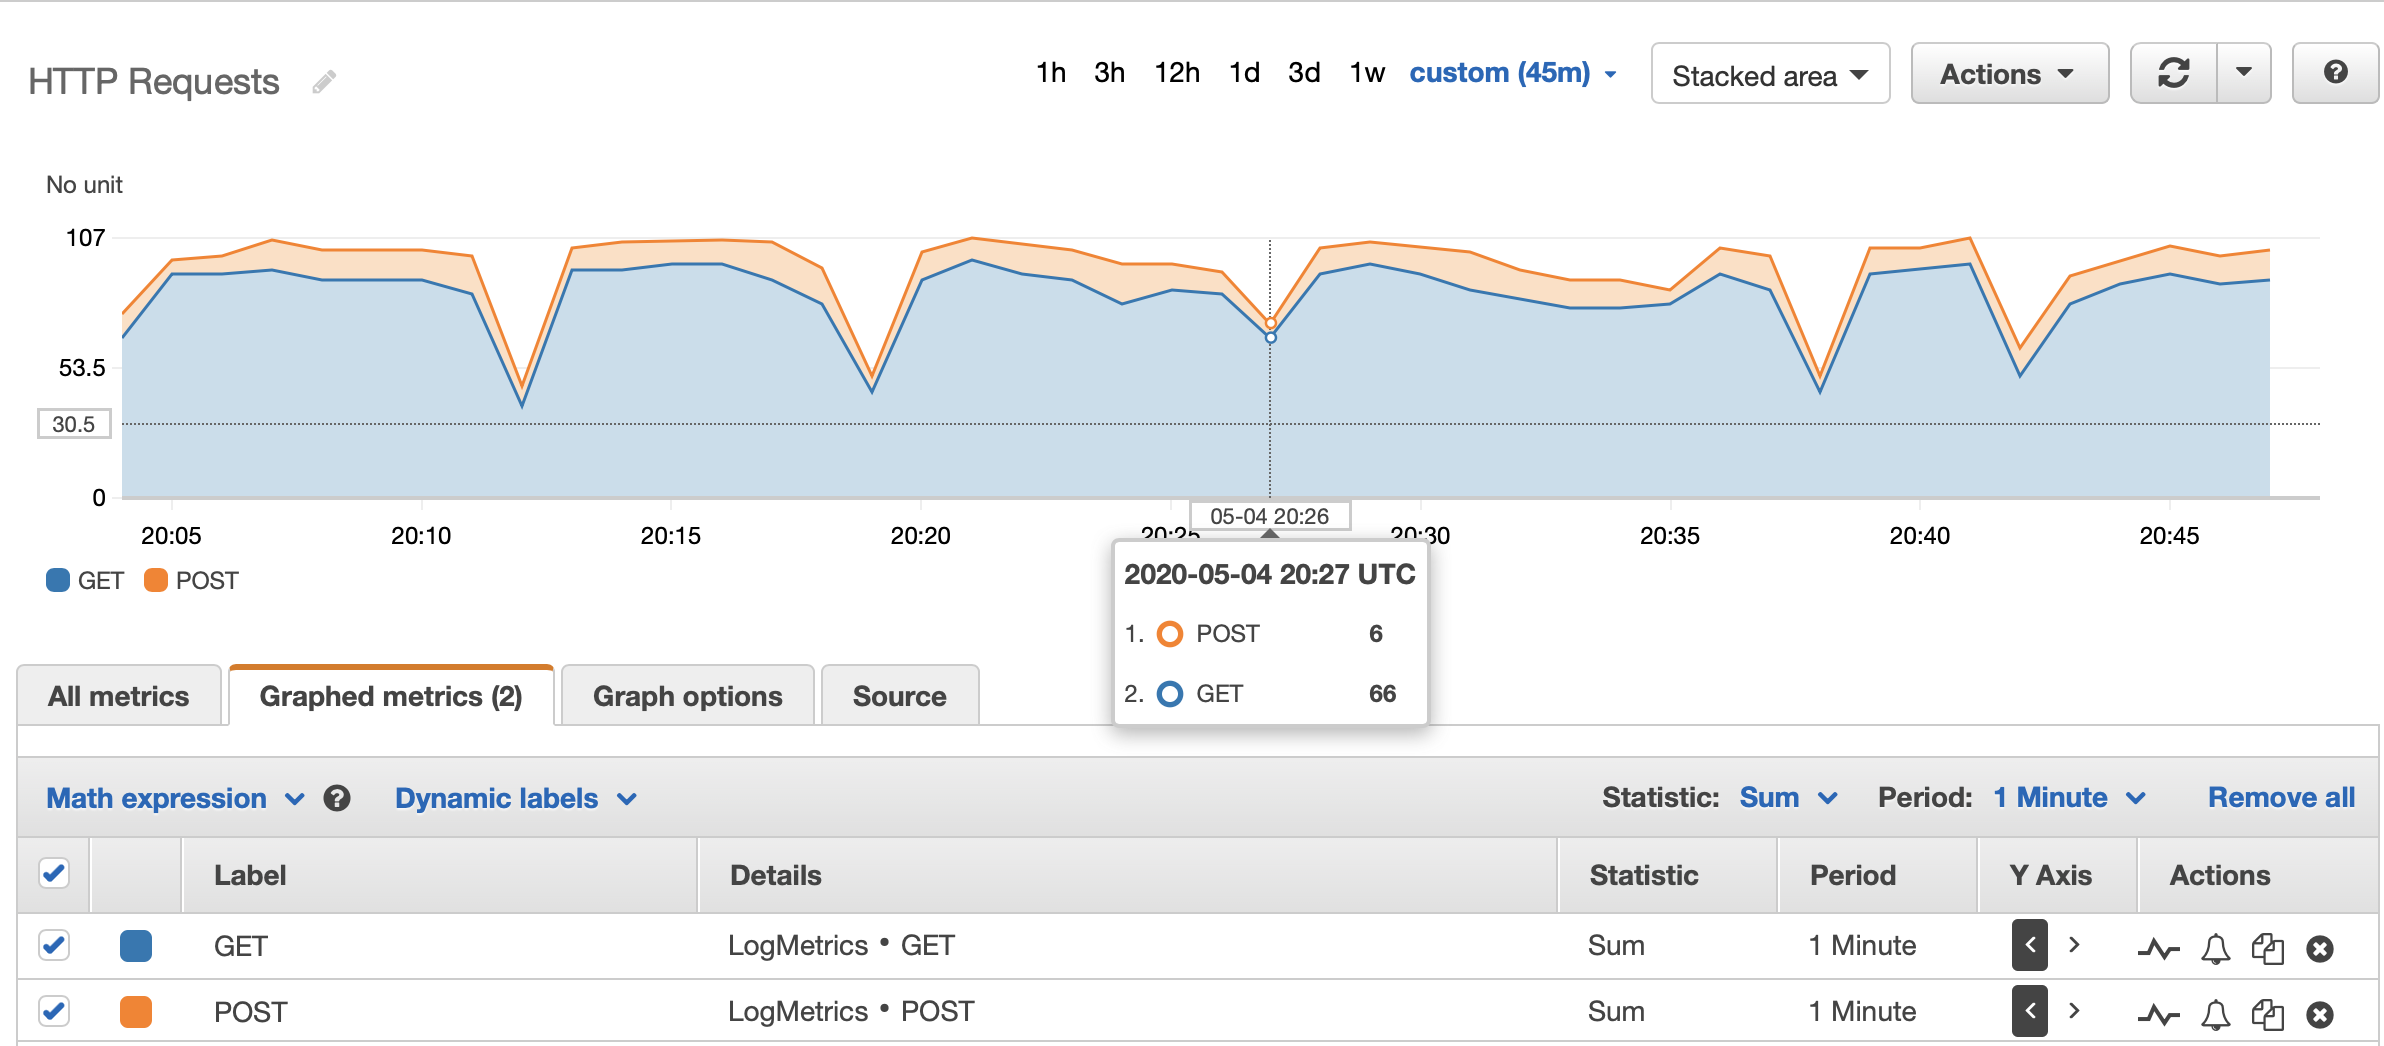 HTTP Requests 1h 3h 12h 1d 3d 1w custom (45m) Stacked area Actions
No unit
107
53.5
30.5
0
05-04 20:26
20:05 20:10 20:15 20:20 20:25 20:30 20:35 20:40 20:45
GET POST
2020-05-04 20:27 UTC
1. POST 6
2. GET 66
All metrics Graphed metrics (2) Graph options Source
Math expression Dynamic labels Statistic: Sum Period: 1 Minute Remove all
Label Details Statistic Period Y Axis Actions
GET LogMetrics • GET Sum 1 Minute < >
POST LogMetrics • POST Sum 1 Minute < >